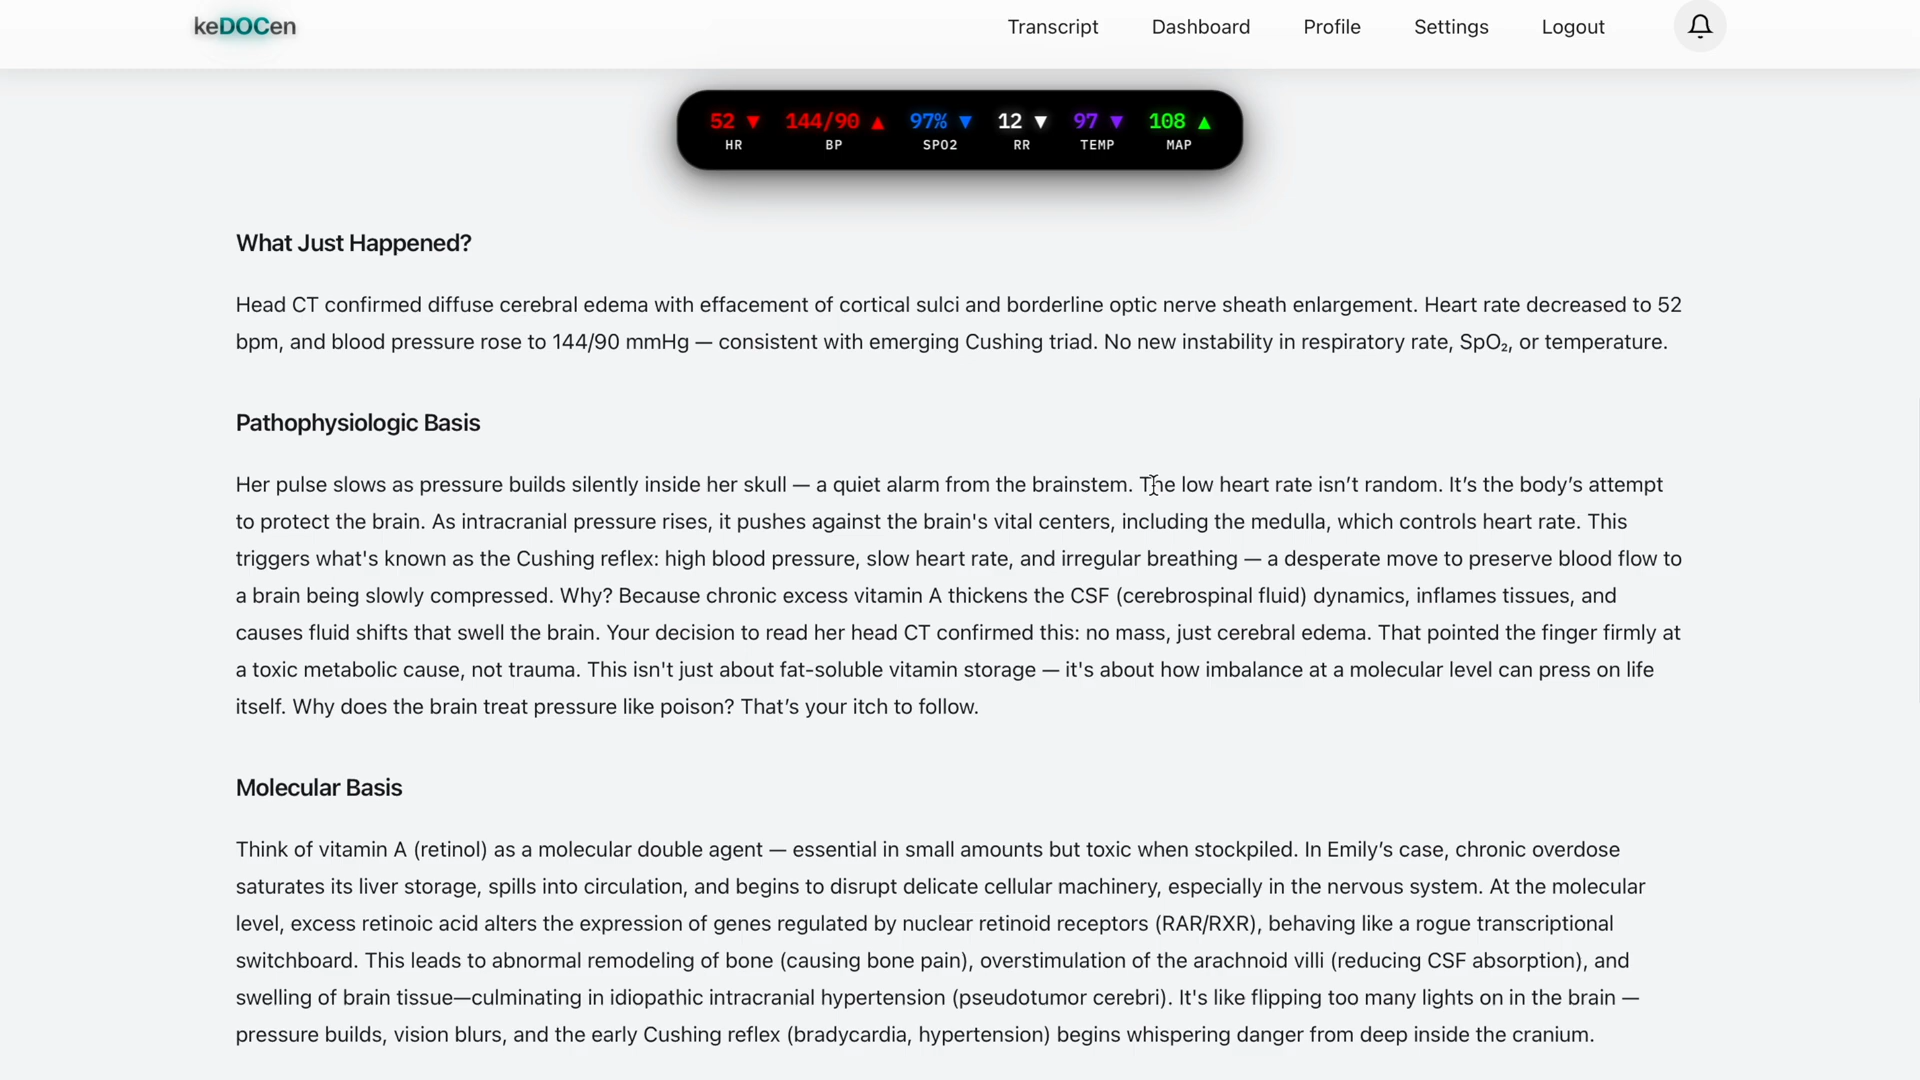 keDOCen
Transcript Dashboard Profile Settings Logout
52 ▼ 144/90 ▲ 97% ▼ 12 ▼ 97 ▼ 108 ▲
HR BP SPO2 RR TEMP MAP
What Just Happened?
Head CT confirmed diffuse cerebral edema with effacement of cortical sulci and borderline optic nerve sheath enlargement. Heart rate decreased to 52
bpm, and blood pressure rose to 144/90 mmHg — consistent with emerging Cushing triad. No new instability in respiratory rate, SpO₂, or temperature.
Pathophysiologic Basis
Her pulse slows as pressure builds silently inside her skull — a quiet alarm from the brainstem. The low heart rate isn’t random. It’s the body’s attempt
to protect the brain. As intracranial pressure rises, it pushes against the brain's vital centers, including the medulla, which controls heart rate. This
triggers what's known as the Cushing reflex: high blood pressure, slow heart rate, and irregular breathing — a desperate move to preserve blood flow to
a brain being slowly compressed. Why? Because chronic excess vitamin A thickens the CSF (cerebrospinal fluid) dynamics, inflames tissues, and
causes fluid shifts that swell the brain. Your decision to read her head CT confirmed this: no mass, just cerebral edema. That pointed the finger firmly at
a toxic metabolic cause, not trauma. This isn't just about fat-soluble vitamin storage — it's about how imbalance at a molecular level can press on life
itself. Why does the brain treat pressure like poison? That’s your itch to follow.
Molecular Basis
Think of vitamin A (retinol) as a molecular double agent — essential in small amounts but toxic when stockpiled. In Emily’s case, chronic overdose
saturates its liver storage, spills into circulation, and begins to disrupt delicate cellular machinery, especially in the nervous system. At the molecular
level, excess retinoic acid alters the expression of genes regulated by nuclear retinoid receptors (RAR/RXR), behaving like a rogue transcriptional
switchboard. This leads to abnormal remodeling of bone (causing bone pain), overstimulation of the arachnoid villi (reducing CSF absorption), and
swelling of brain tissue—culminating in idiopathic intracranial hypertension (pseudotumor cerebri). It's like flipping too many lights on in the brain —
pressure builds, vision blurs, and the early Cushing reflex (bradycardia, hypertension) begins whispering danger from deep inside the cranium.